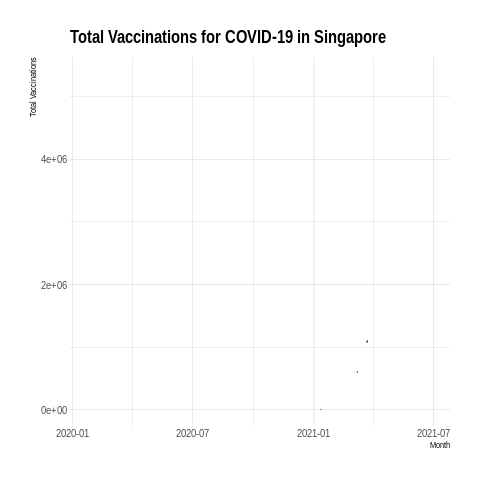 Total Vaccinations for COVID-19 in Singapore
Total Vaccinations
4e+06
2e+06
0e+00
2020-01
2020-07
2021-01
2021-07
Month